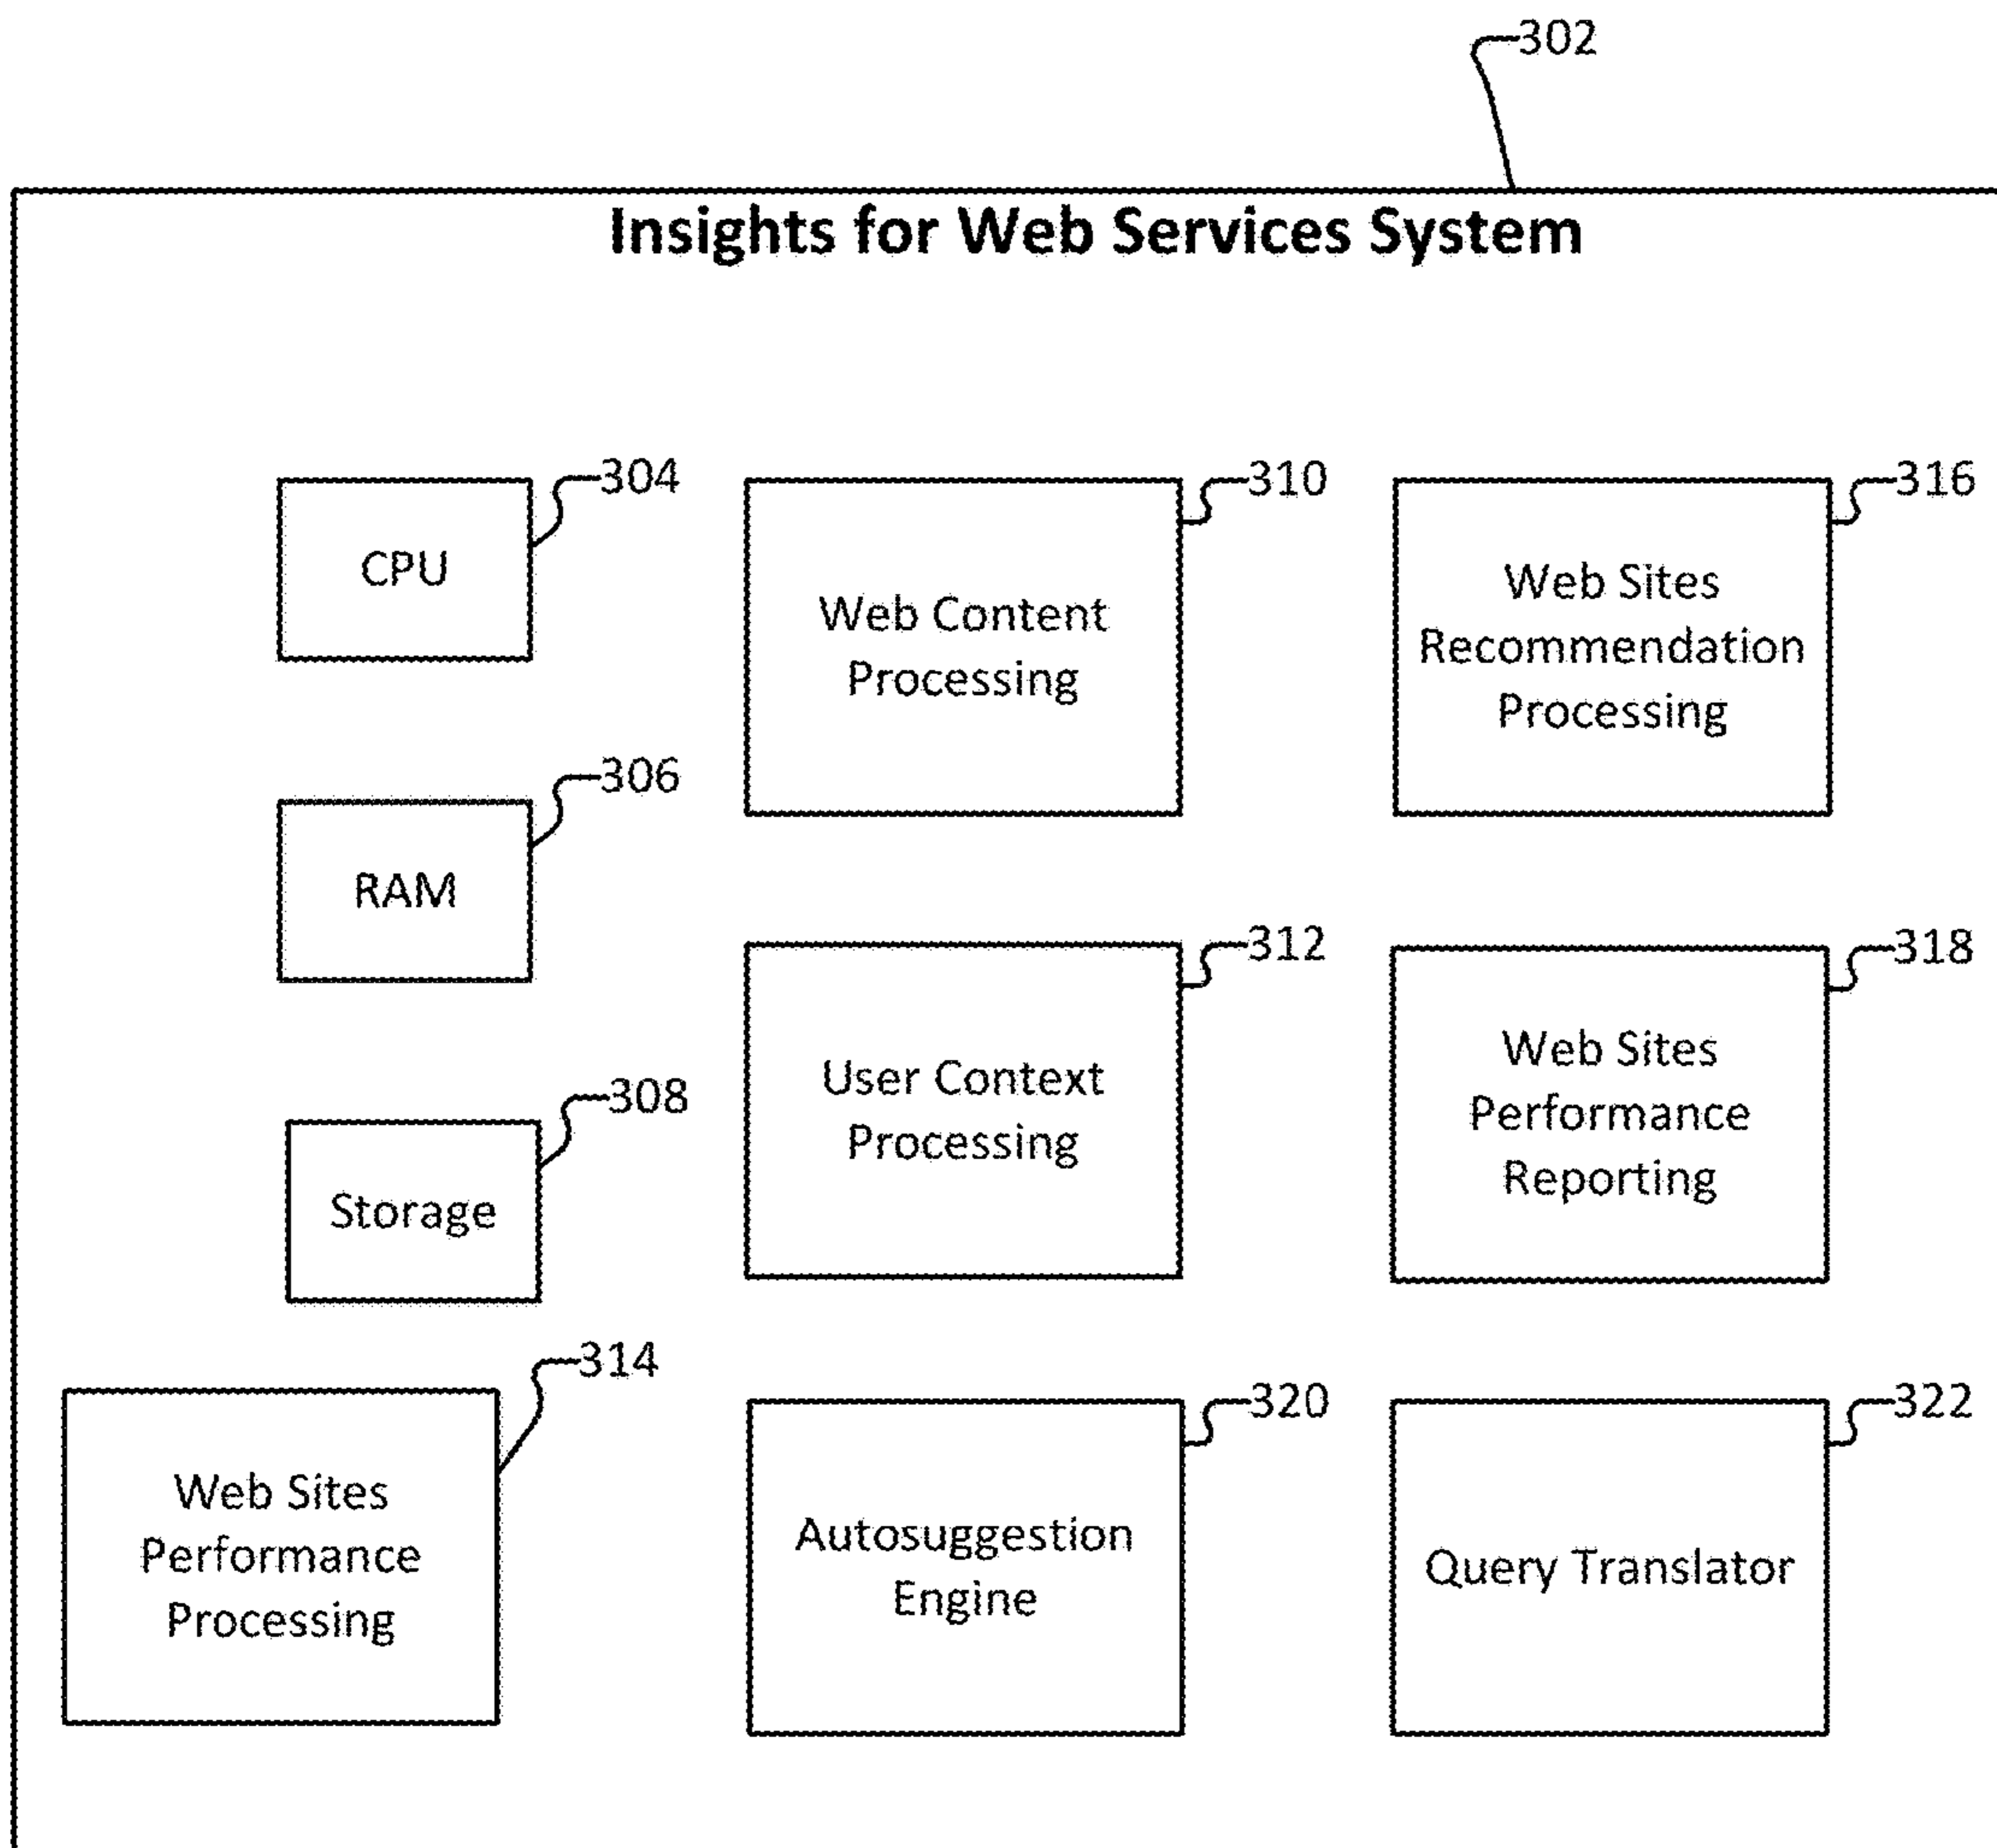 302
Insights for Web Services System
304
CPU
310
Web Content
Processing
316
Web Sites
Recommendation
Processing
306
RAM
312
User Context
Processing
318
Web Sites
Performance
Reporting
308
Storage
314
Web Sites
Performance
Processing
320
Autosuggestion
Engine
322
Query Translator